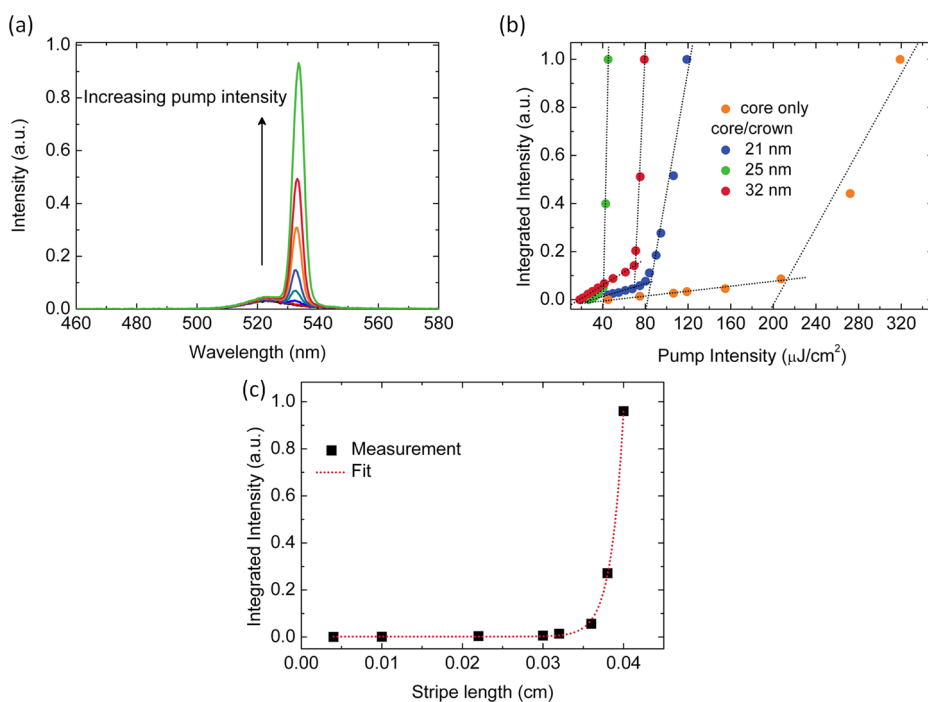 (a)
1.0
0.8
0.6
0.4
0.2
0.0
Intensity (a.u.)
Increasing pump intensity
460 480 500 520 540 560 580
Wavelength (nm)
(b)
1.0
0.8
0.6
0.4
0.2
0.0
Integrated Intensity (a.u.)
core only
core/crown
21 nm
25 nm
32 nm
40 80 120 160 200 240 280 320
Pump Intensity (μJ/cm²)
(c)
1.0
0.8
0.6
0.4
0.2
0.0
Integrated Intensity (a.u.)
Measurement
Fit
0.00 0.01 0.02 0.03 0.04
Stripe length (cm)